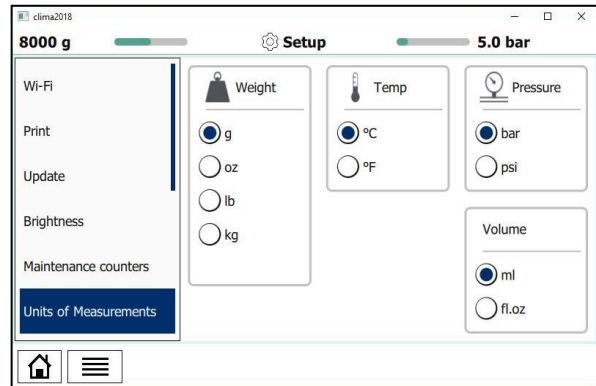 clima2018
8000 g
Setup
5.0 bar
Wi-Fi
Print
Update
Brightness
Maintenance counters
Units of Measurements
Weight
g
oz
lb
kg
Temp
°C
°F
Pressure
bar
psi
Volume
ml
fl.oz